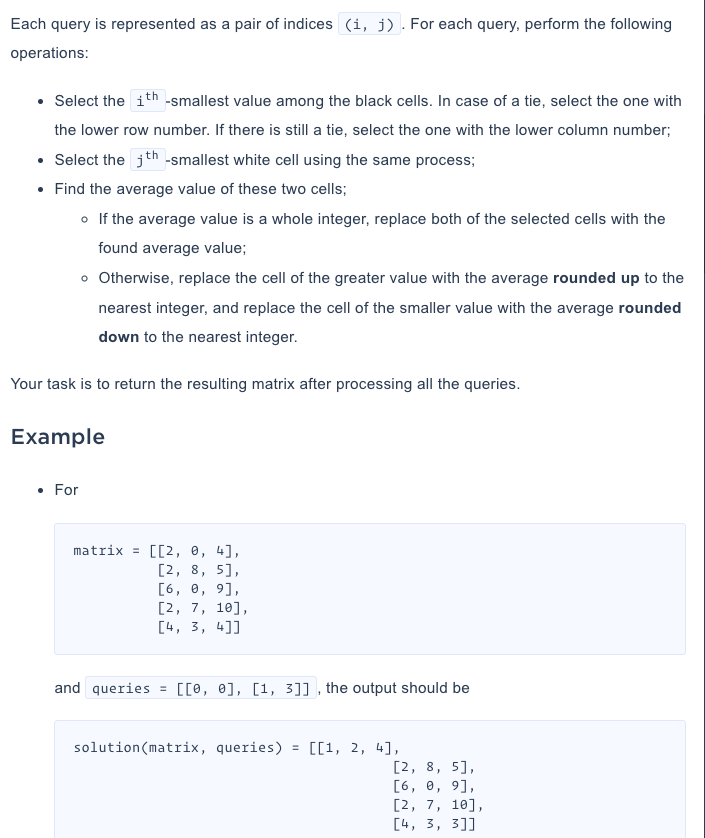 Each query is represented as a pair of indices (i, j). For each query, perform the following
operations:
• Select the iᵗʰ-smallest value among the black cells. In case of a tie, select the one with
the lower row number. If there is still a tie, select the one with the lower column number;
• Select the jᵗʰ-smallest white cell using the same process;
• Find the average value of these two cells;
◦ If the average value is a whole integer, replace both of the selected cells with the
found average value;
◦ Otherwise, replace the cell of the greater value with the average rounded up to the
nearest integer, and replace the cell of the smaller value with the average rounded
down to the nearest integer.
Your task is to return the resulting matrix after processing all the queries.
Example
• For
matrix = [[2, 0, 4],
[2, 8, 5],
[6, 0, 9],
[2, 7, 10],
[4, 3, 4]]
and queries = [[0, 0], [1, 3]], the output should be
solution(matrix, queries) = [[1, 2, 4],
[2, 8, 5],
[6, 0, 9],
[2, 7, 10],
[4, 3, 3]]